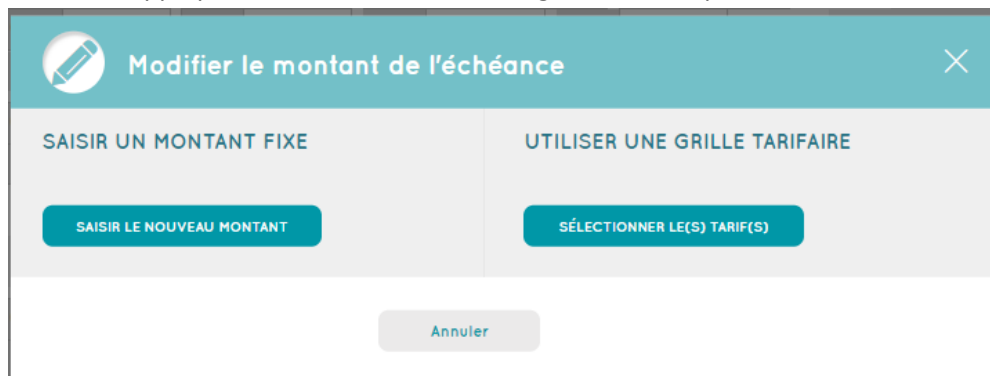 Modifier le montant de l'échéance
SAISIR UN MONTANT FIXE
UTILISER UNE GRILLE TARIFAIRE
SAISIR LE NOUVEAU MONTANT
SÉLECTIONNER LE(S) TARIF(S)
Annuler